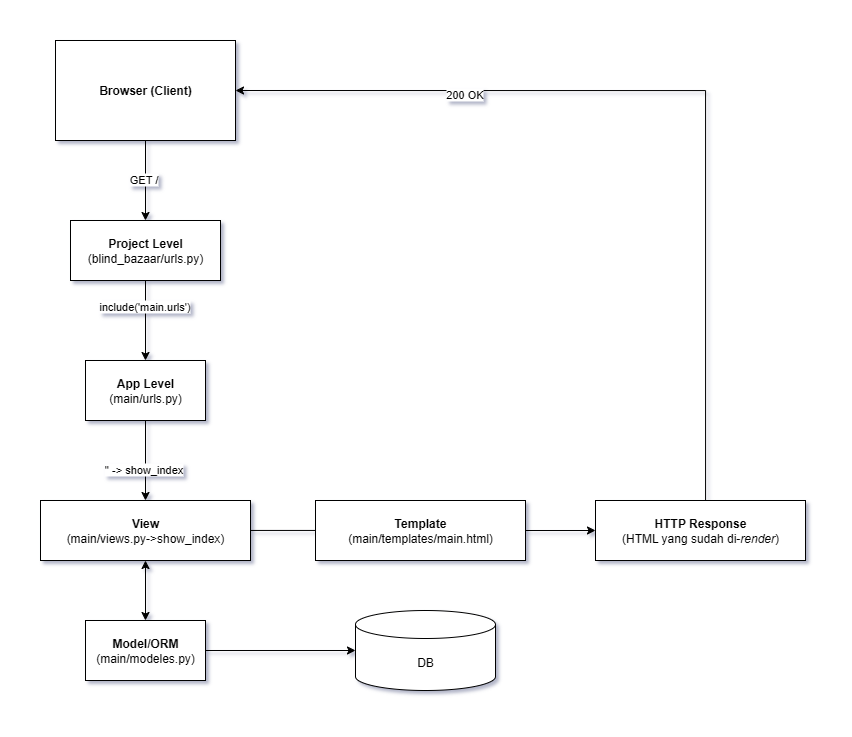 Browser (Client)
200 OK
GET /
Project Level
(blind_bazaar/urls.py)
include('main.urls')
App Level
(main/urls.py)
'' -> show_index
View
(main/views.py->show_index)
Template
(main/templates/main.html)
HTTP Response
(HTML yang sudah di-render)
Model/ORM
(main/modeles.py)
DB